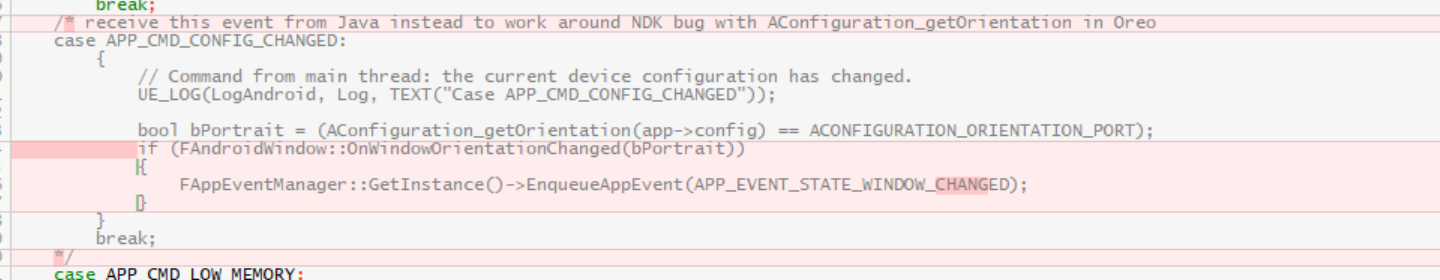 break;
/* receive this event from Java instead to work around NDK bug with AConfiguration_getOrientation in Oreo
case APP_CMD_CONFIG_CHANGED:
{
// Command from main thread: the current device configuration has changed.
UE_LOG(LogAndroid, Log, TEXT("Case APP_CMD_CONFIG_CHANGED"));
bool bPortrait = (AConfiguration_getOrientation(app->config) == ACONFIGURATION_ORIENTATION_PORT);
if (FAndroidWindow::OnWindowOrientationChanged(bPortrait))
{
FAppEventManager::GetInstance()->EnqueueAppEvent(APP_EVENT_STATE_WINDOW_CHANGED);
}
}
break;
*/
case APP_CMD_LOW_MEMORY: